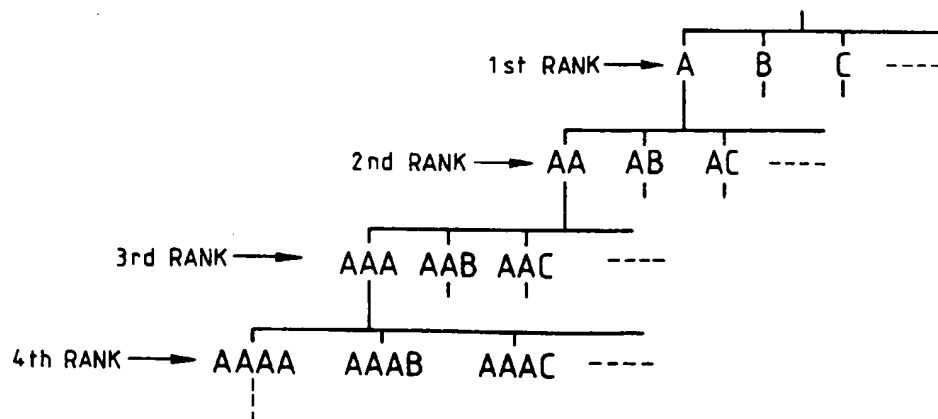 1st RANK A B C
2nd RANK AA AB AC
3rd RANK AAA AAB AAC
4th RANK AAAA AAAB AAAC